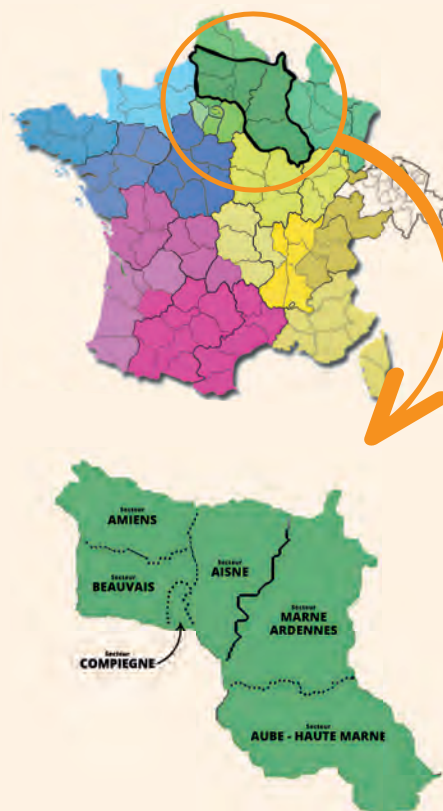 Secteur
AMIENS
Secteur
BEAUVAIS
Secteur
AISNE
Secteur
MARNE
ARDENNES
Secteur
COMPIEGNE
Secteur
AUBE - HAUTE MARNE